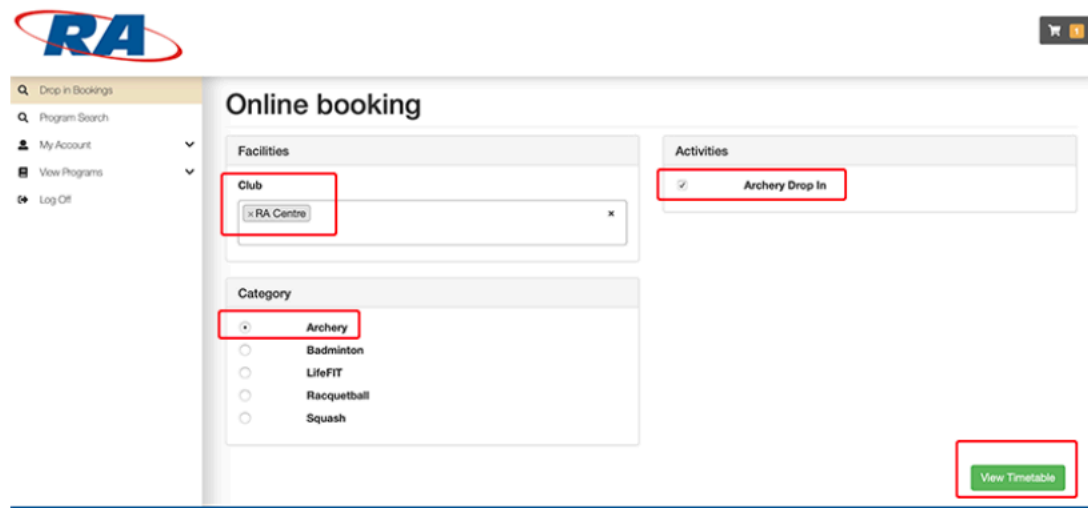 RA
1
Drop in Bookings
Program Search
My Account
View Programs
Log Off
Online booking
Facilities
Club
×RA Centre
×
Category
Archery
Badminton
LifeFIT
Racquetball
Squash
Activities
Archery Drop In
View Timetable